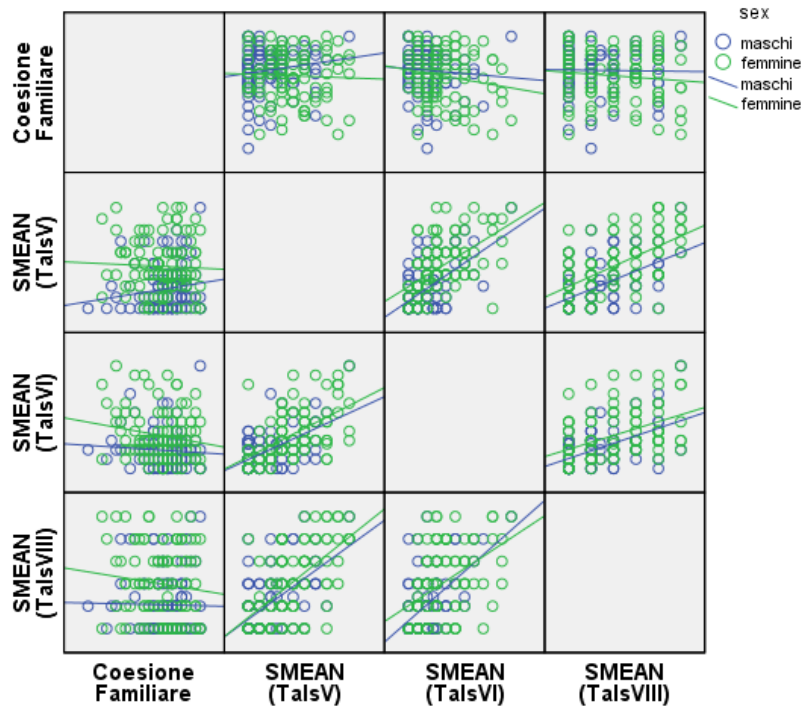 sex
maschi
femmine
maschi
femmine
Coesione
Familiare
SMEAN
(TalsV)
SMEAN
(TalsVI)
SMEAN
(TalsVIII)
Coesione
Familiare
SMEAN
(TalsV)
SMEAN
(TalsVI)
SMEAN
(TalsVIII)